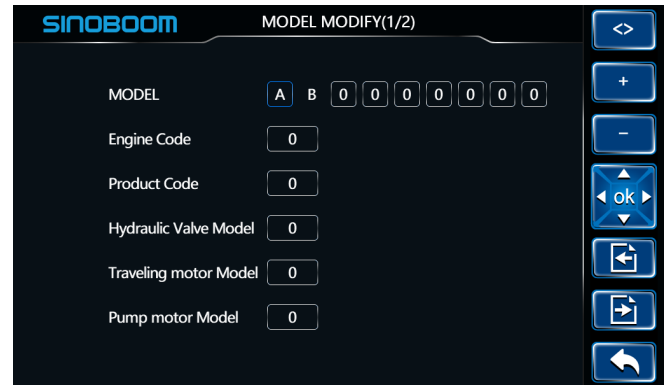 SINOBOOM MODEL MODIFY(1/2) <>
+
MODEL A B 0 0 0 0 0 0 0
Engine Code 0
-
Product Code 0
ok
Hydraulic Valve Model 0
Traveling motor Model 0
Pump motor Model 0